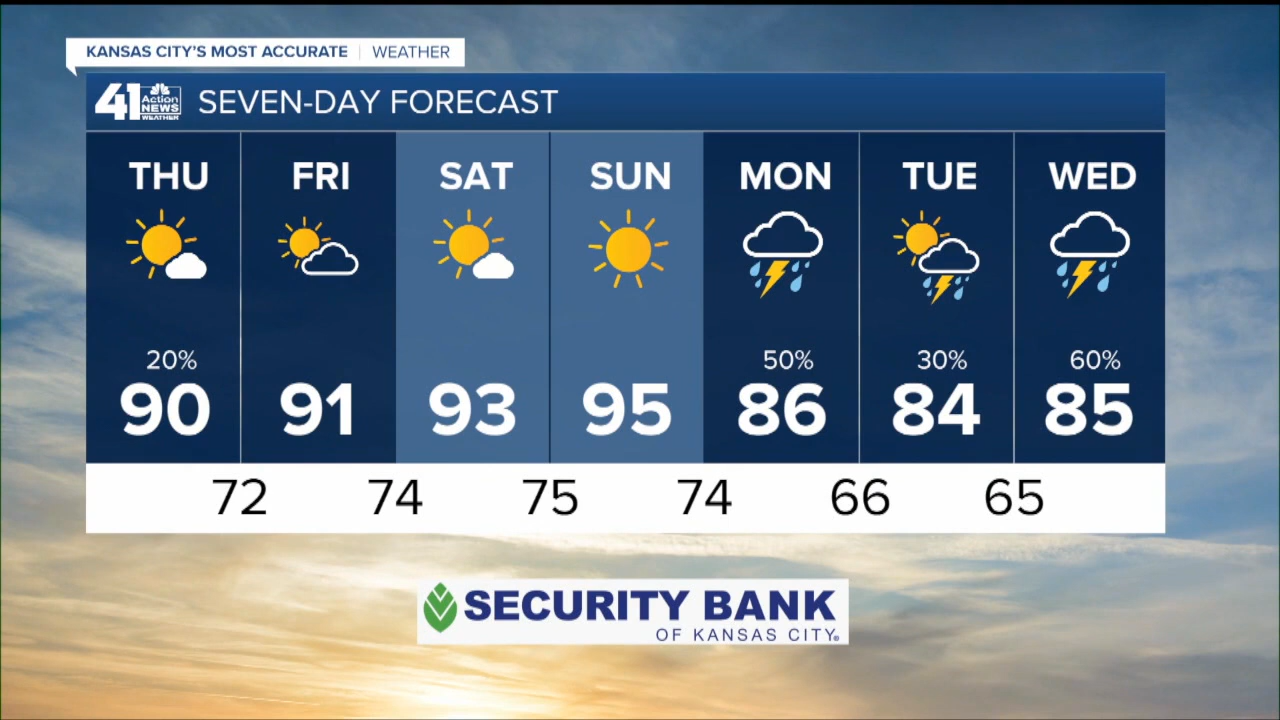 KANSAS CITY'S MOST ACCURATE | WEATHER
41 Action NEWS WEATHER SEVEN-DAY FORECAST
THU FRI SAT SUN MON TUE WED
20% 50% 30% 60%
90 91 93 95 86 84 85
72 74 75 74 66 65
SECURITY BANK
OF KANSAS CITY®